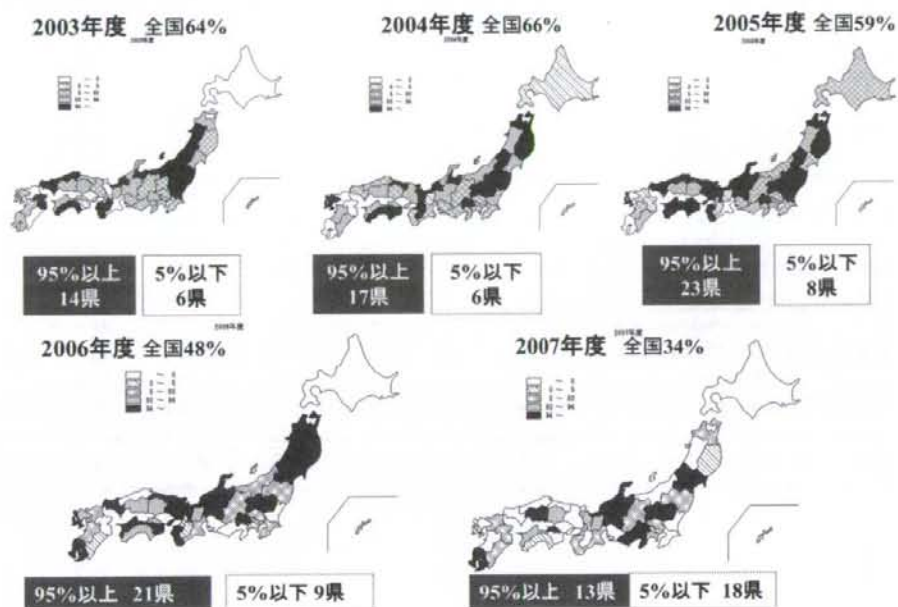 2003年度 全国64%
95%以上
14県
5%以下
6県
2004年度 全国66%
95%以上
17県
5%以下
6県
2005年度 全国59%
95%以上
23県
5%以下
8県
2006年度 全国48%
95%以上 21県
5%以下 9県
2007年度 全国34%
95%以上 13県
5%以下 18県